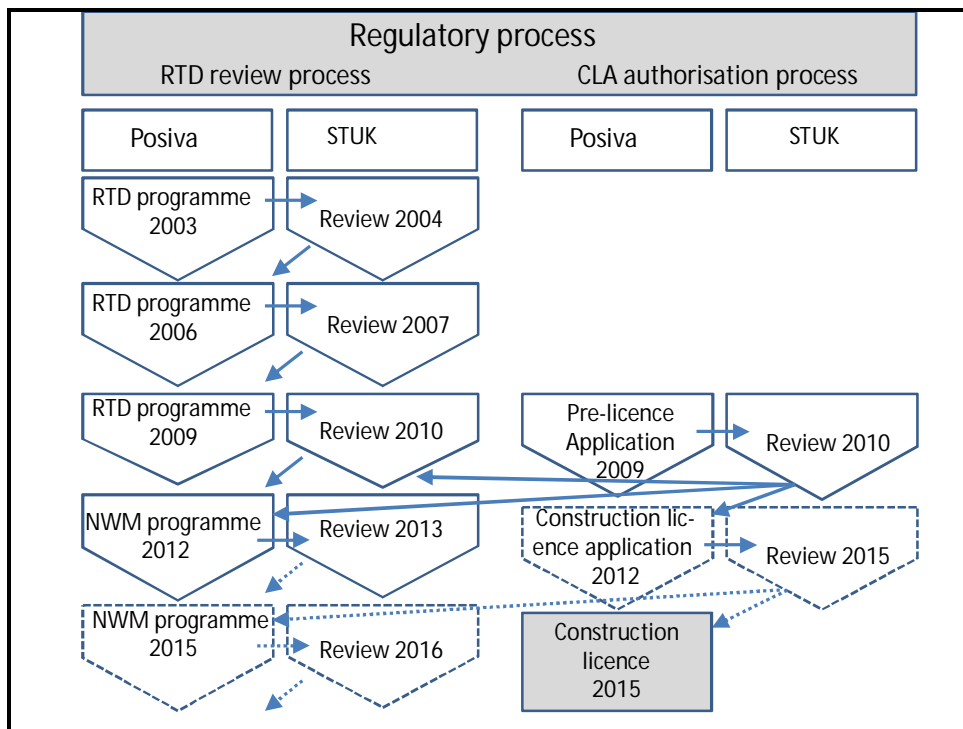 Regulatory process
RTD review process
CLA authorisation process
Posiva
STUK
Posiva
STUK
RTD programme
2003
Review 2004
RTD programme
2006
Review 2007
RTD programme
2009
Review 2010
Pre-licence
Application
2009
Review 2010
NWM programme
2012
Review 2013
Construction lic-
ence application
2012
Review 2015
NWM programme
2015
Review 2016
Construction
licence
2015